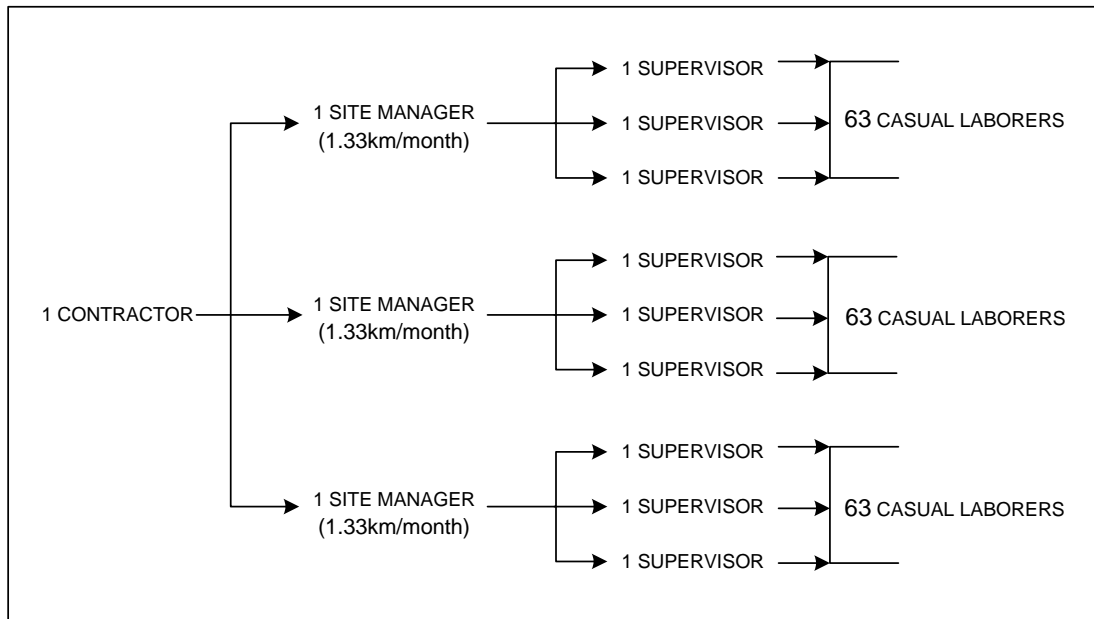 1 SUPERVISOR
1 SITE MANAGER
(1.33km/month)
1 SUPERVISOR
63 CASUAL LABORERS
1 SUPERVISOR
1 SUPERVISOR
1 CONTRACTOR
1 SITE MANAGER
(1.33km/month)
1 SUPERVISOR
63 CASUAL LABORERS
1 SUPERVISOR
1 SUPERVISOR
1 SITE MANAGER
(1.33km/month)
1 SUPERVISOR
63 CASUAL LABORERS
1 SUPERVISOR